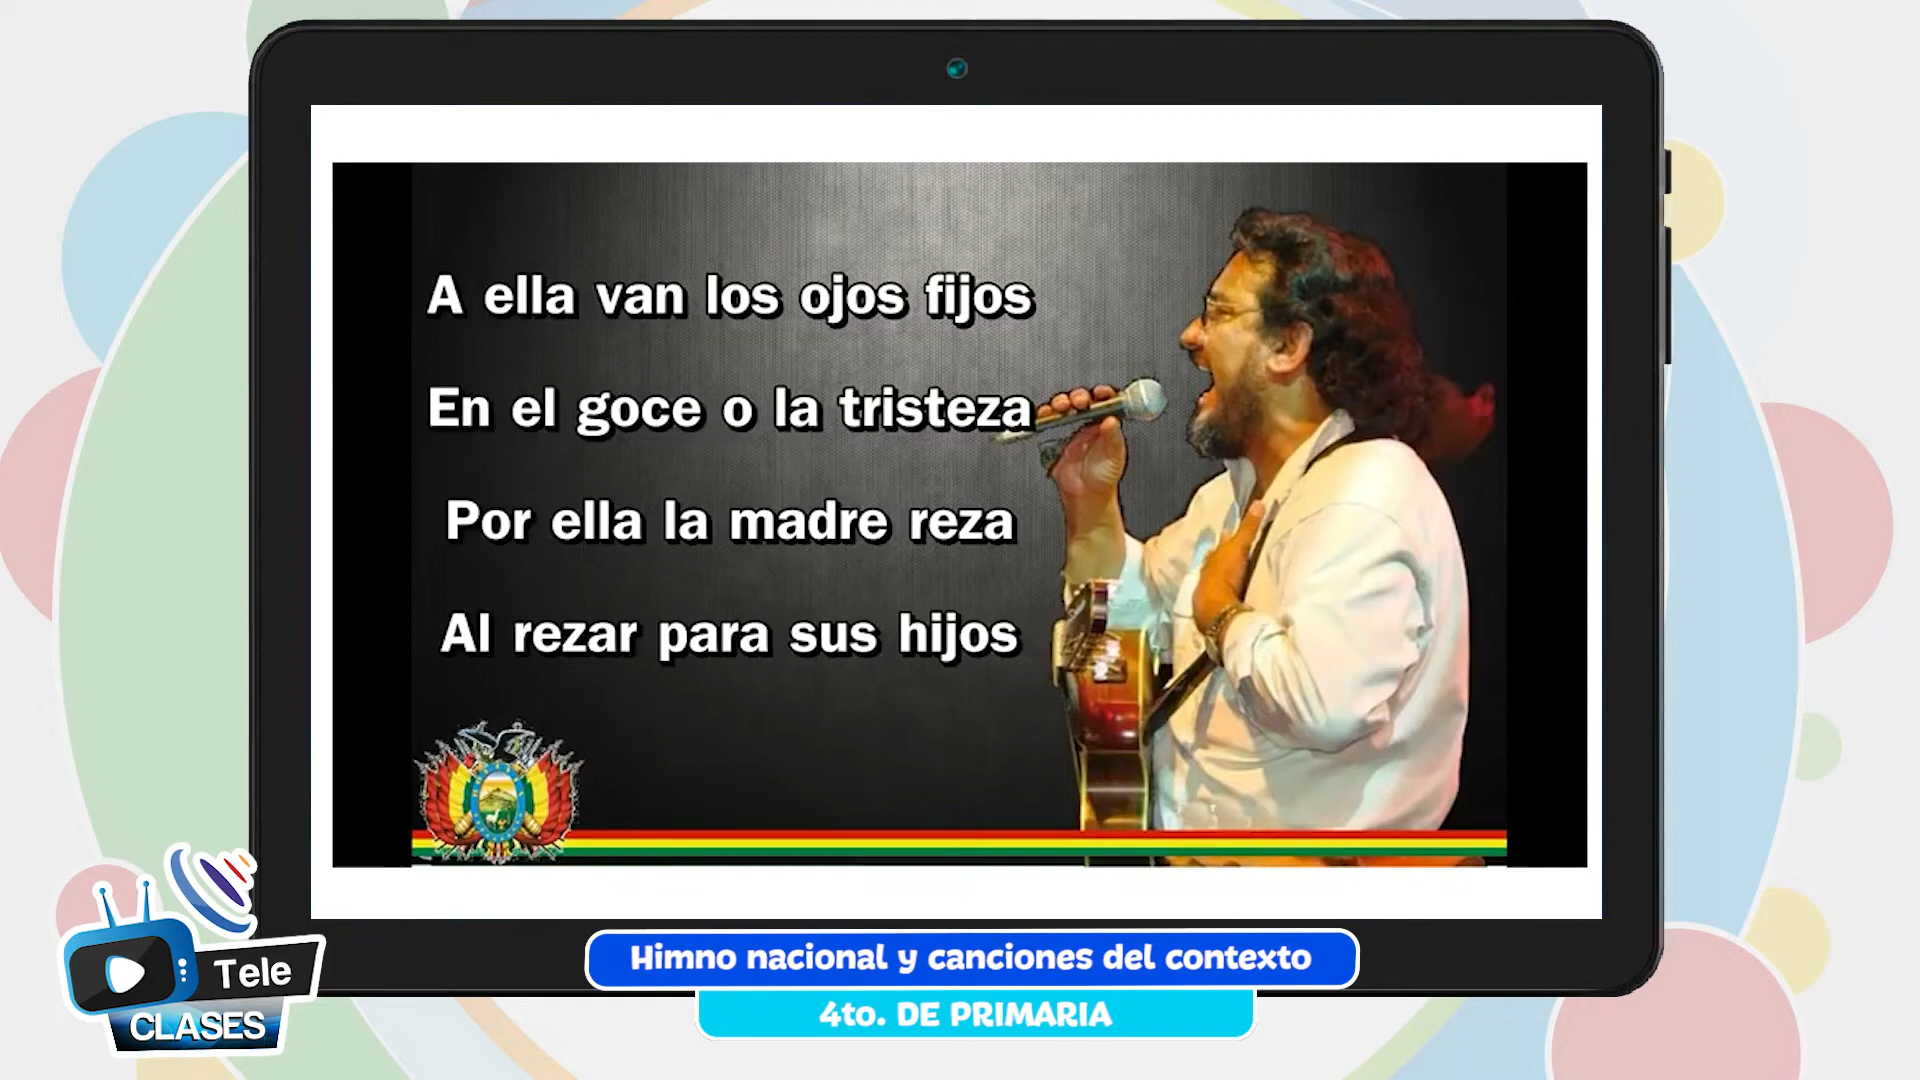 A ella van los ojos fijos
En el goce o la tristeza
Por ella la madre reza
Al rezar para sus hijos
Tele
CLASES
Himno nacional y canciones del contexto
4to. DE PRIMARIA